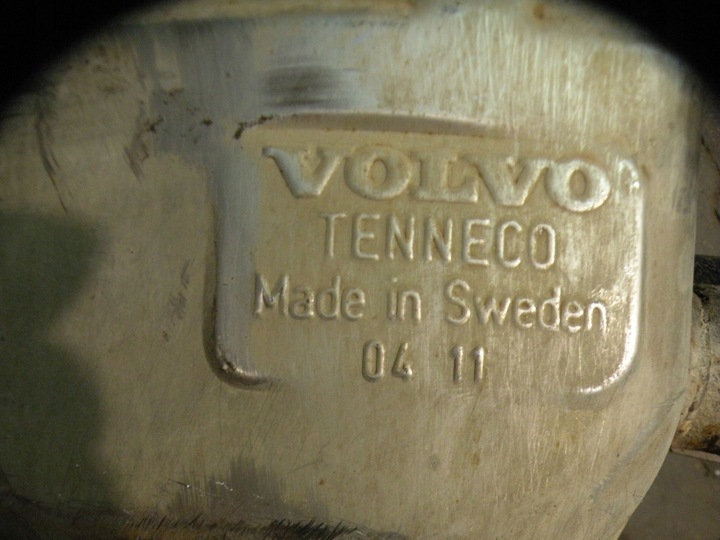 VOLVO
TENNECO
Made in Sweden
04 11